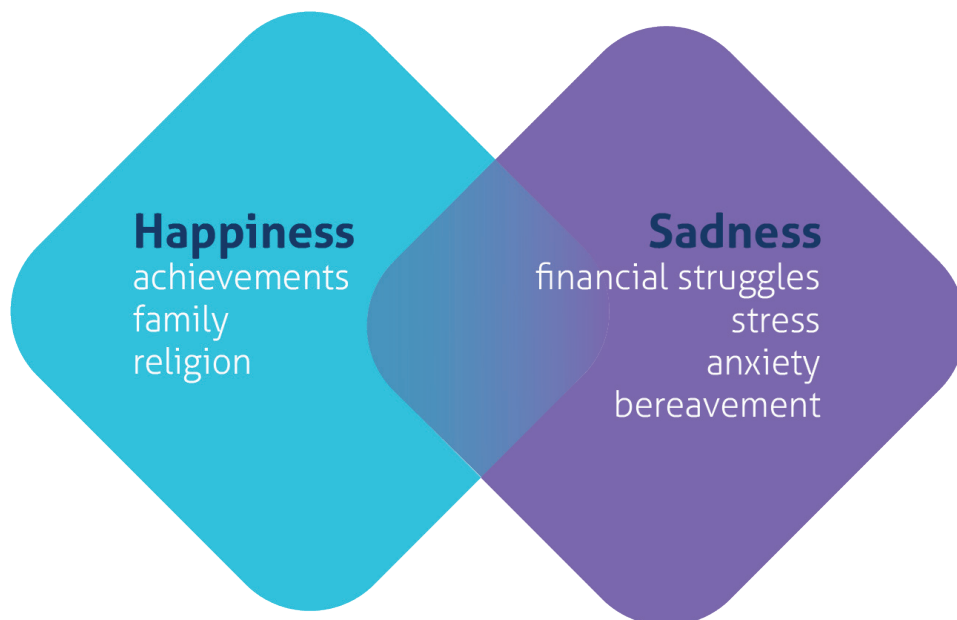 Happiness
achievements
family
religion
Sadness
financial struggles
stress
anxiety
bereavement